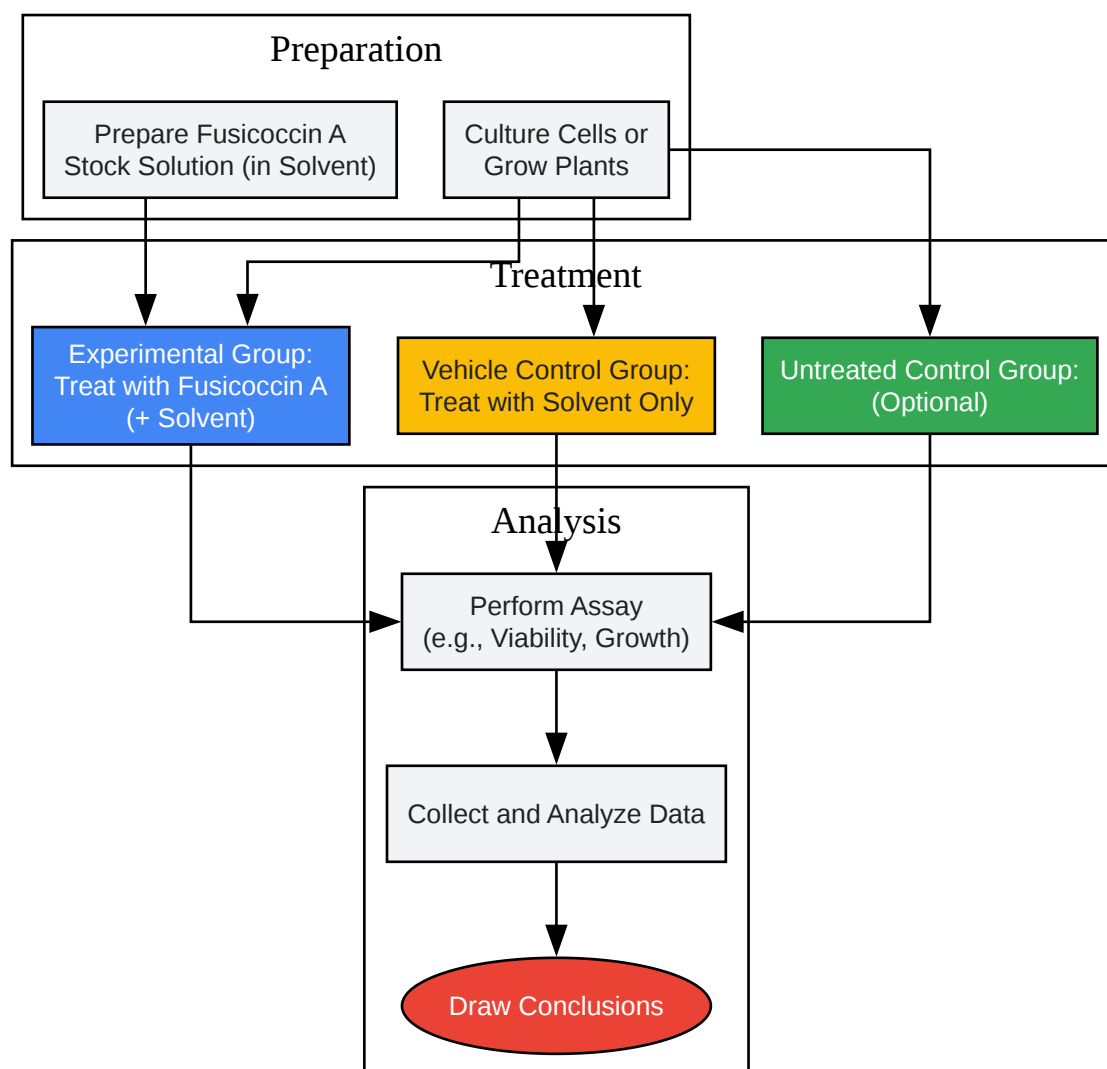 Preparation
Prepare Fusicoccin A
Stock Solution (in Solvent)
Culture Cells or
Grow Plants
Treatment
Experimental Group:
Treat with Fusicoccin A
(+ Solvent)
Vehicle Control Group:
Treat with Solvent Only
Untreated Control Group:
(Optional)
Analysis
Perform Assay
(e.g., Viability, Growth)
Collect and Analyze Data
Draw Conclusions